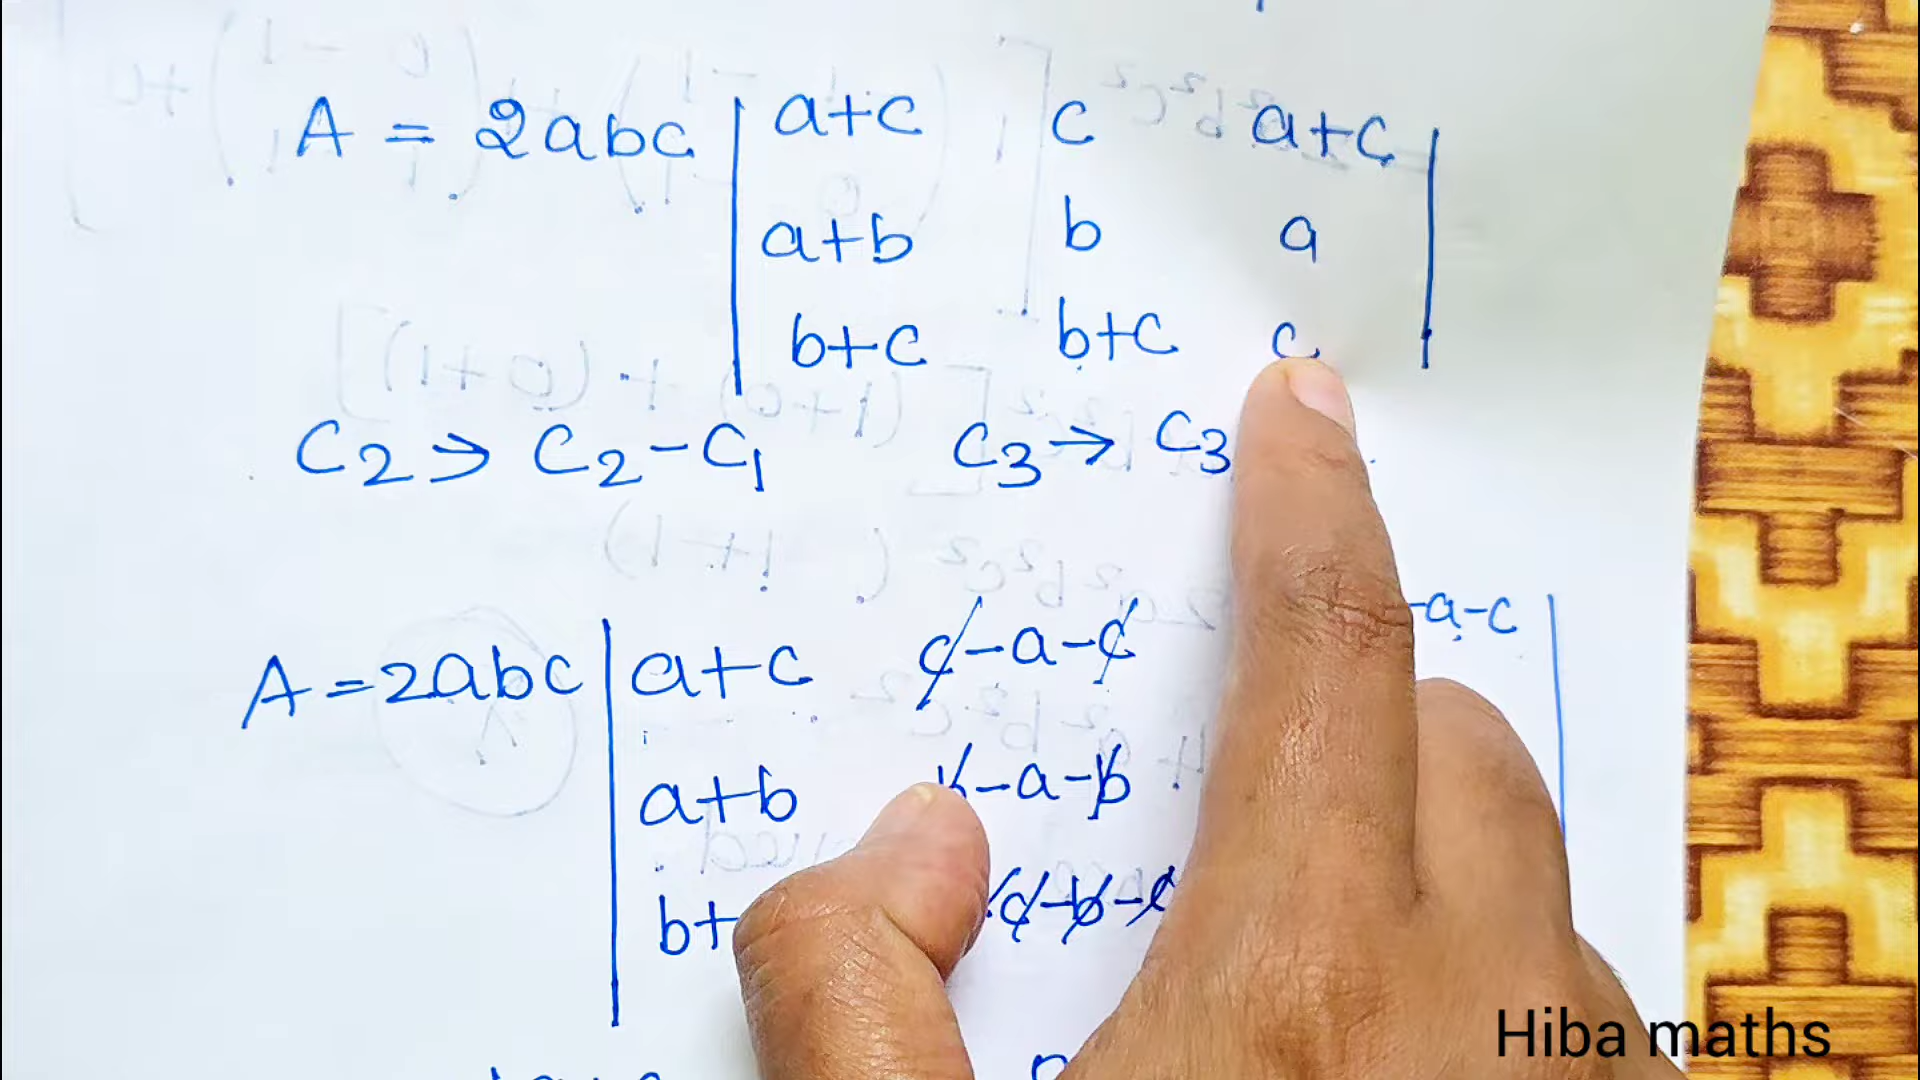 A = 2abc | a+c c a+c |
a+b b a
b+c b+c c
C2 → C2-C1 C3 → C3
-a-c
A = 2abc | a+c c-a-c
a+b b-a-b
b+ c-b-c
Hiba maths